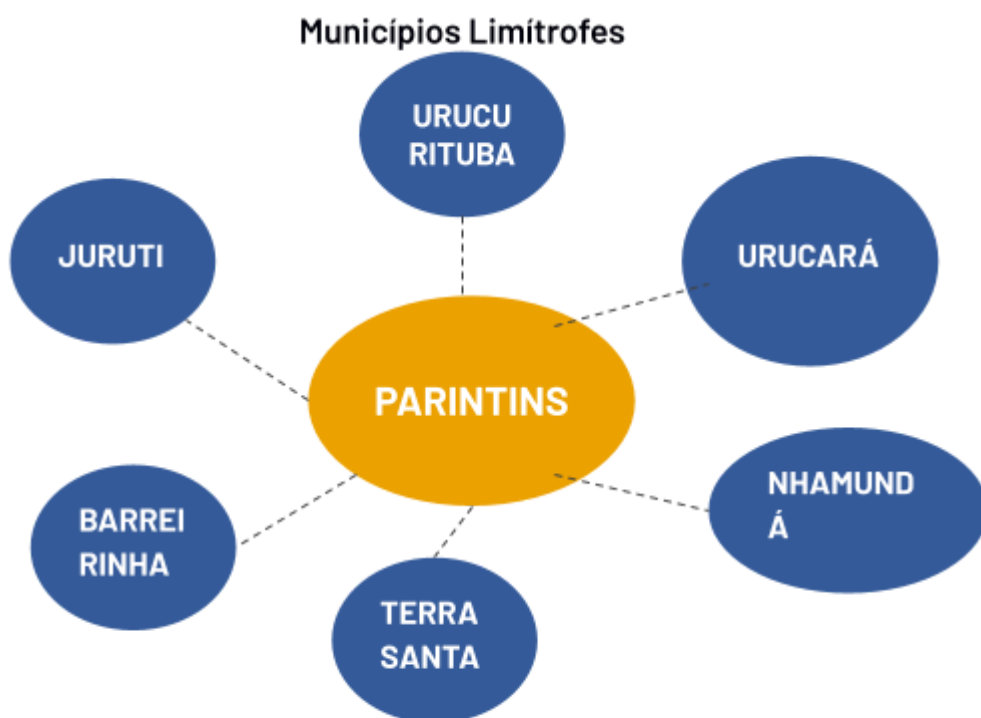 Municípios Limítrofes
URUCU
RITUBA
JURUTI
URUCARÁ
PARINTINS
NHAMUND
Á
BARREI
RINHA
TERRA
SANTA